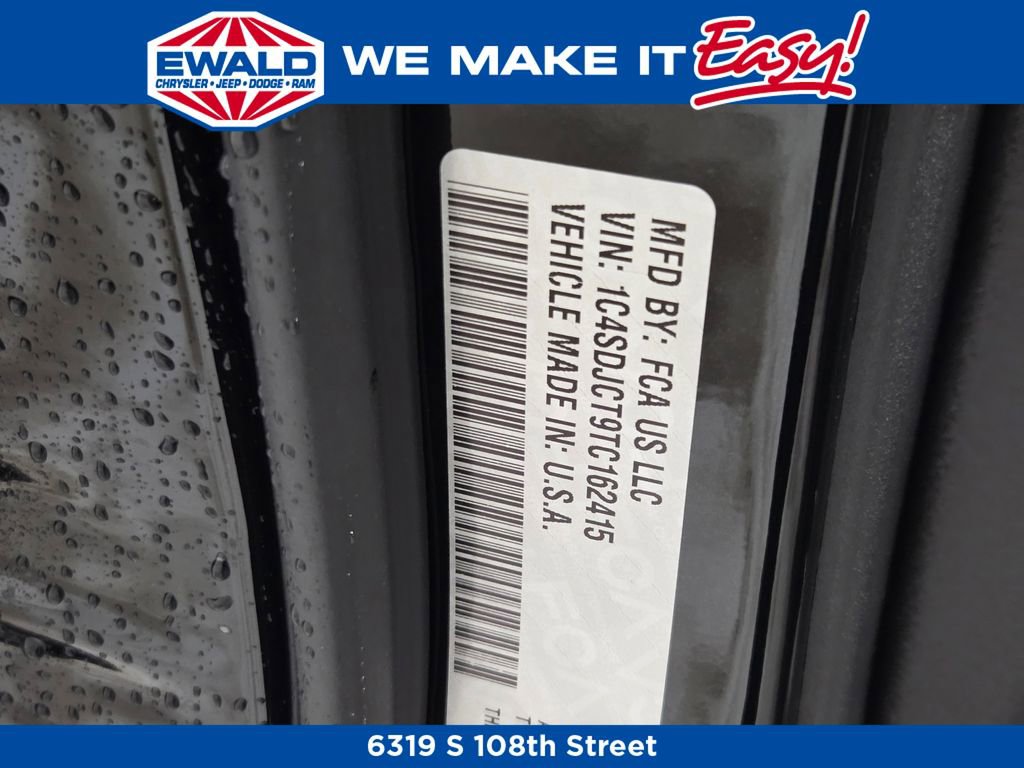 EWALD
CHRYSLER • JEEP • DODGE • RAM
WE MAKE IT Easy!
MFD BY: FCA US LLC
VIN: 1C4SDJCT9TC162415
VEHICLE MADE IN: U.S.A.
6319 S 108th Street